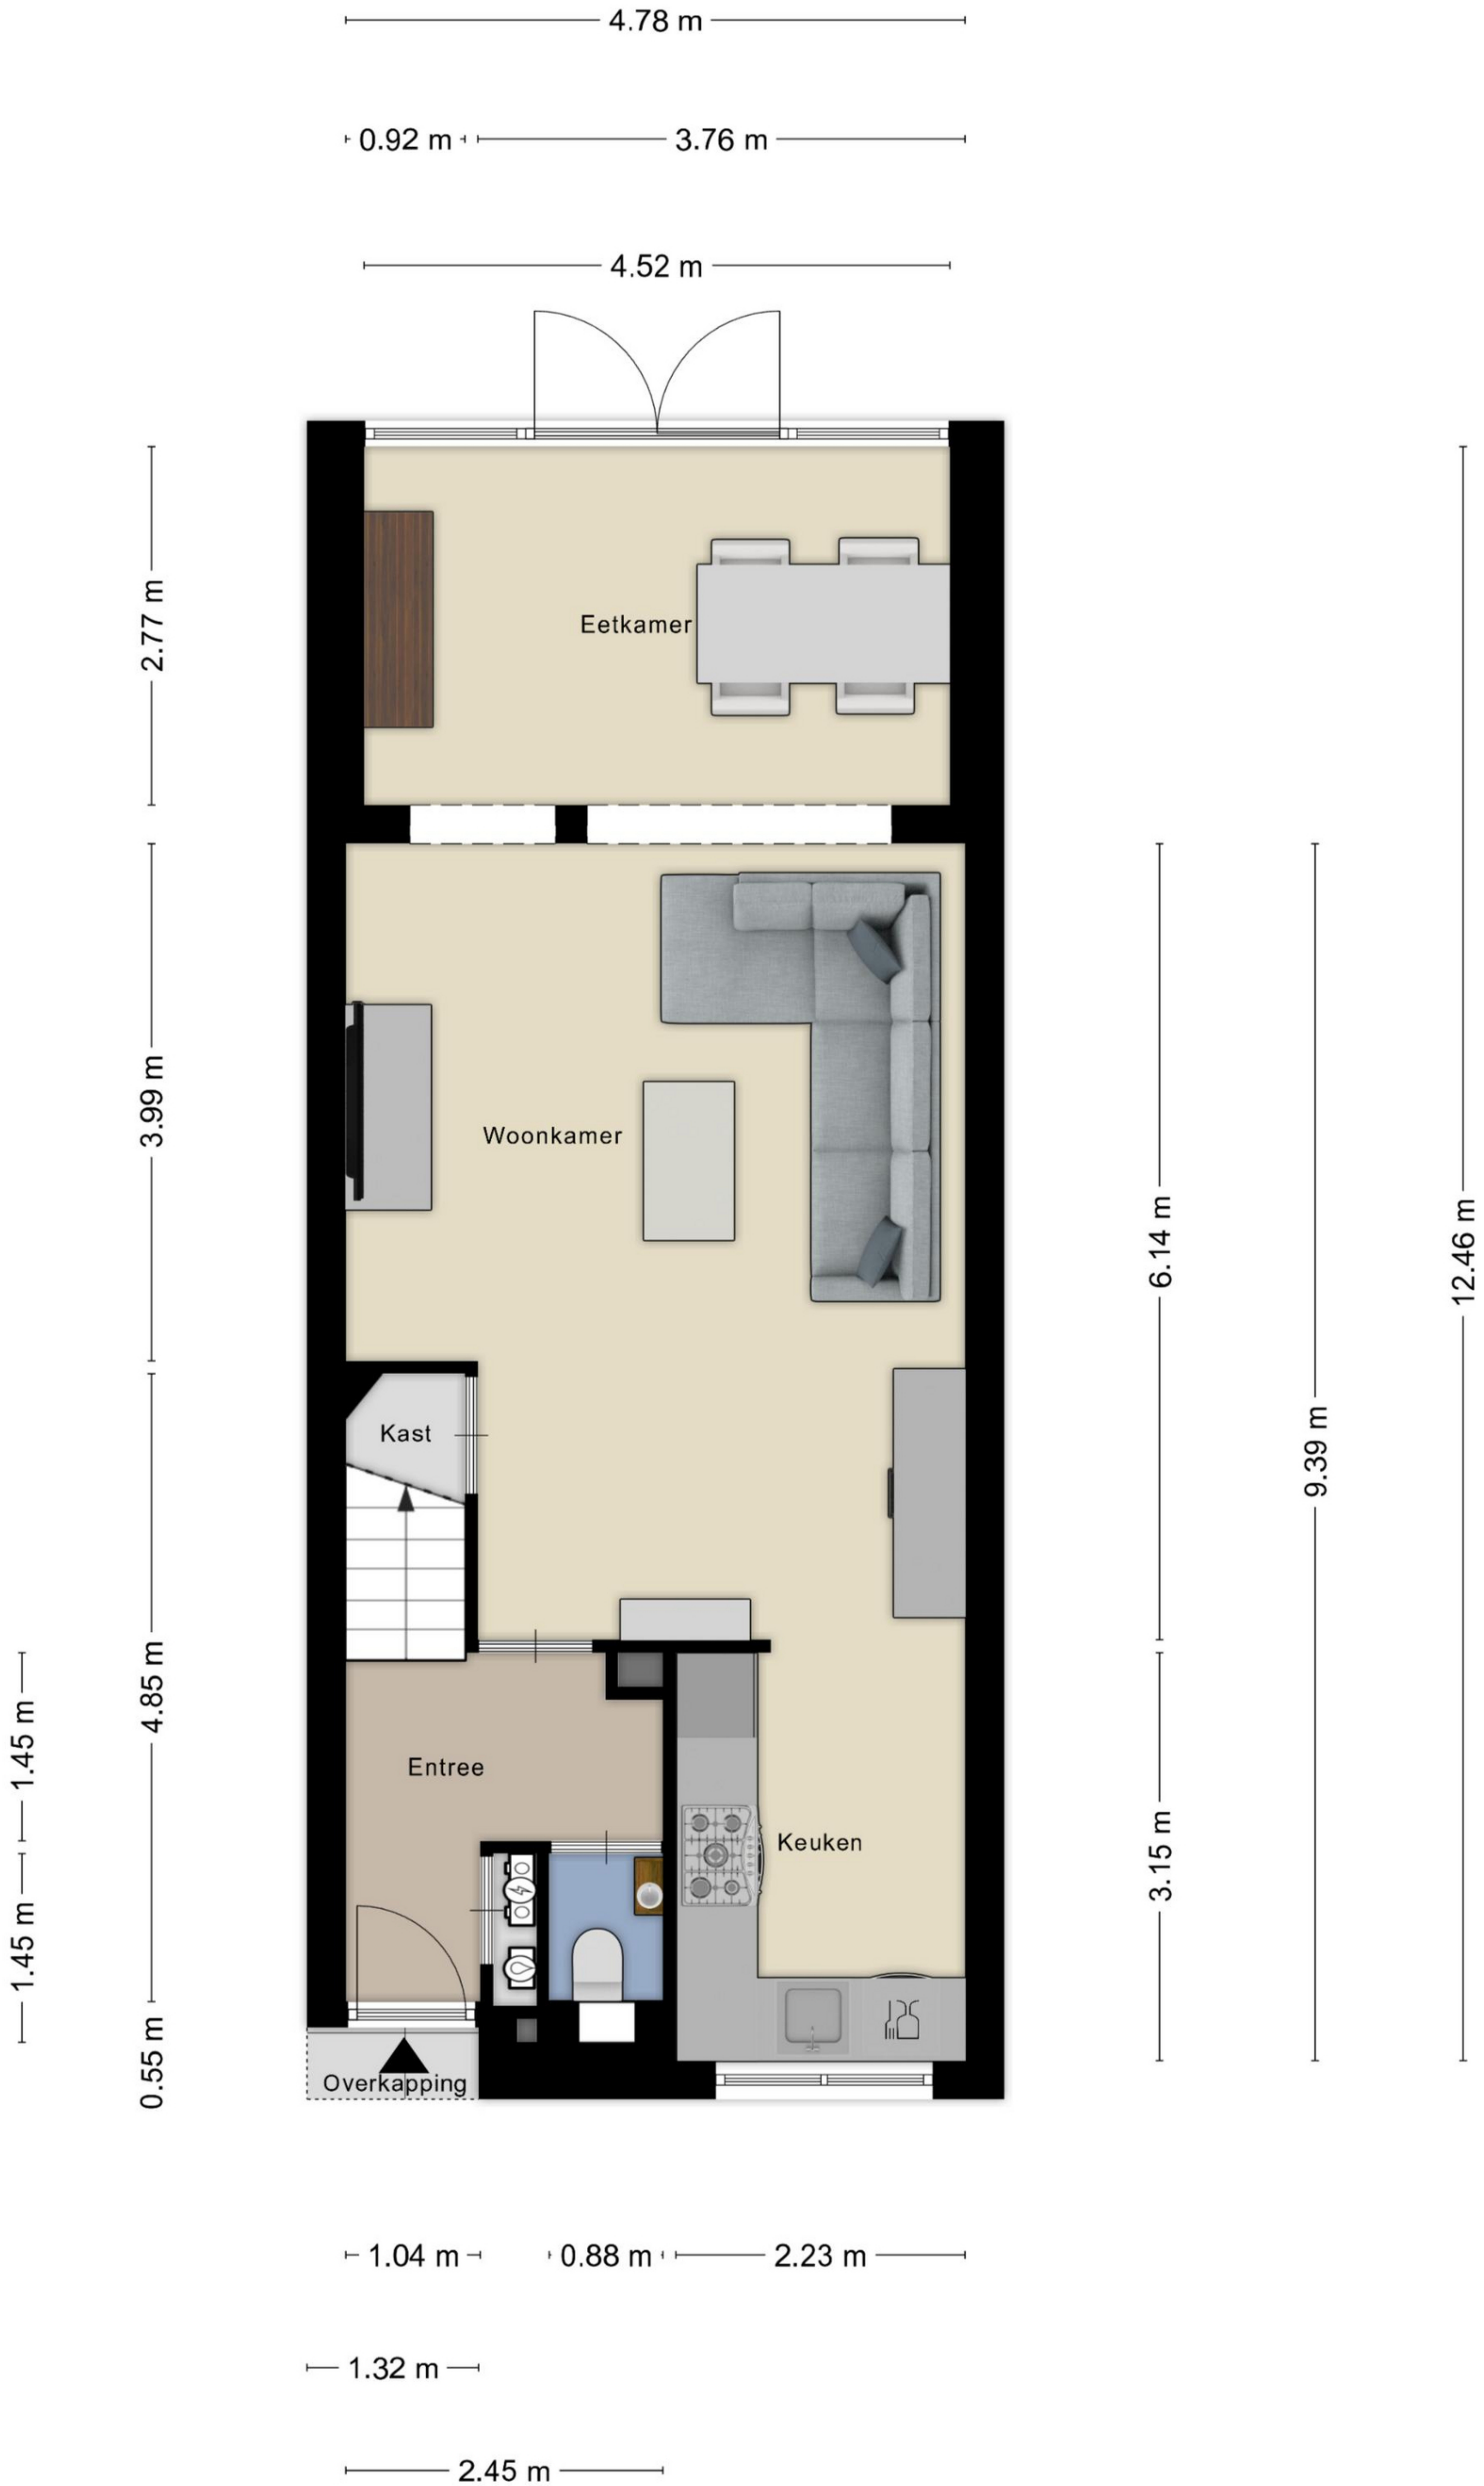 4.78 m
0.92 m
3.76 m
4.52 m
2.77 m
Eetkamer
3.99 m
Woonkamer
6.14 m
12.46 m
9.39 m
Kast
4.85 m
1.45 m
Entree
Keuken
3.15 m
1.45 m
0.55 m
Overkapping
1.04 m
0.88 m
2.23 m
1.32 m
2.45 m